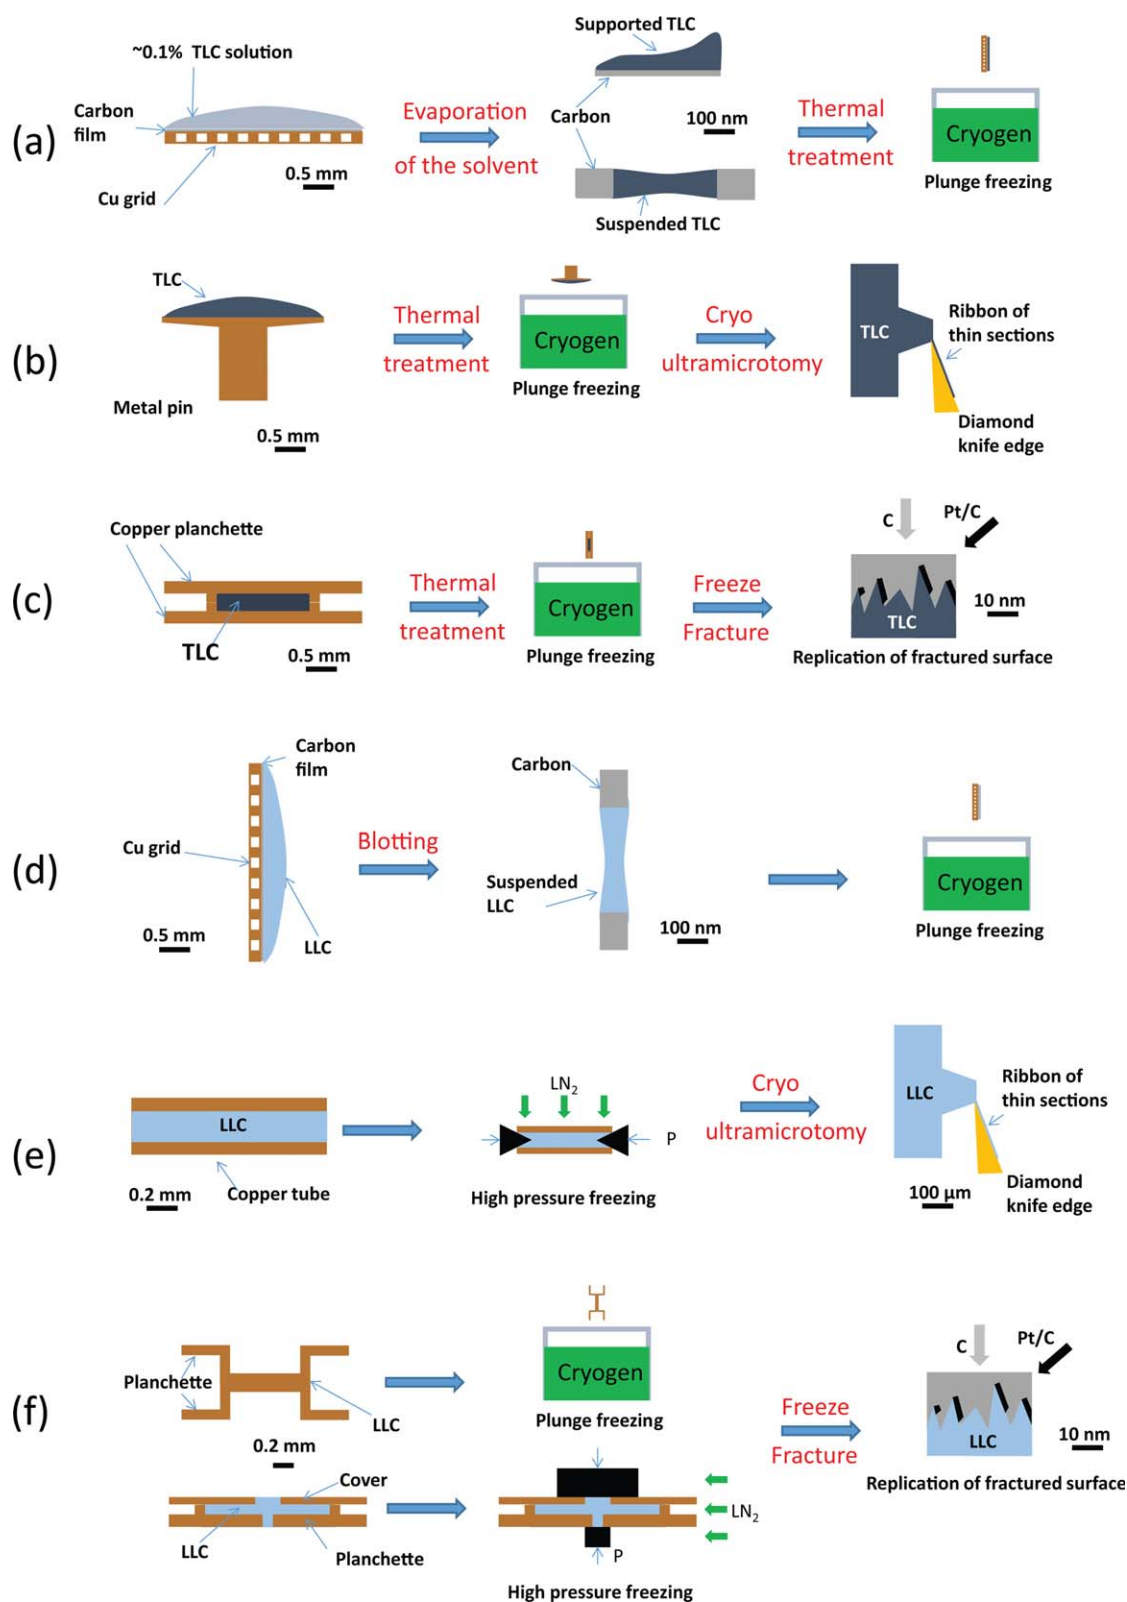 (a)
~0.1% TLC solution
Carbon
film
Cu grid
0.5 mm
Evaporation
of the solvent
Supported TLC
Carbon
100 nm
Suspended TLC
Thermal
treatment
Cryogen
Plunge freezing
(b)
TLC
Metal pin
0.5 mm
Thermal
treatment
Cryogen
Plunge freezing
Cryo
ultramicrotomy
TLC
Ribbon of
thin sections
Diamond
knife edge
(c)
Copper planchette
TLC
0.5 mm
Thermal
treatment
Cryogen
Plunge freezing
Freeze
Fracture
C
Pt/C
TLC
10 nm
Replication of fractured surface
(d)
Carbon
film
Cu grid
0.5 mm
LLC
Blotting
Carbon
Suspended
LLC
100 nm
Cryogen
Plunge freezing
(e)
LLC
0.2 mm
Copper tube
LN2
P
High pressure freezing
Cryo
ultramicrotomy
LLC
Ribbon of
thin sections
100 µm
Diamond
knife edge
(f)
Planchette
LLC
0.2 mm
Cryogen
Plunge freezing
Cover
LLC
Planchette
LN2
P
High pressure freezing
Freeze
Fracture
C
Pt/C
LLC
10 nm
Replication of fractured surface